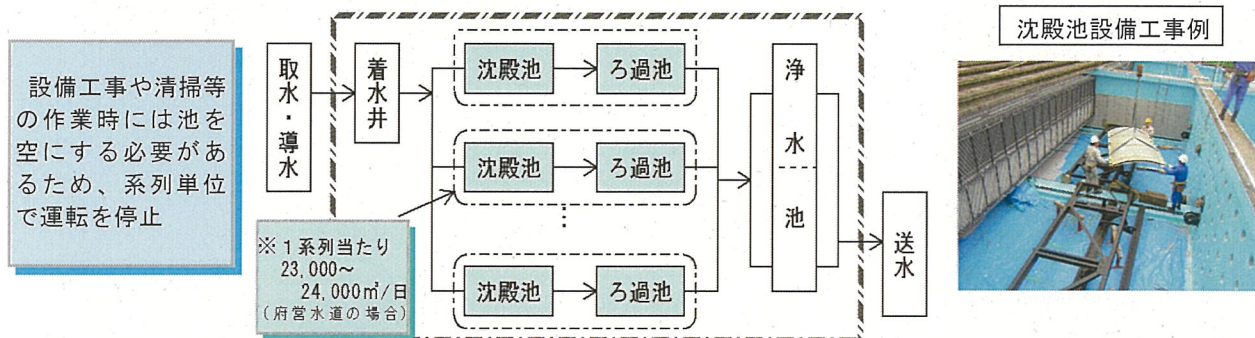 設備工事や清掃等
の作業時には池を
空にする必要があ
るため、系列単位
で運転を停止
取水・導水
着水井
沈殿池
ろ過池
沈殿池
ろ過池
⋮
沈殿池
ろ過池
※1系列当たり
23,000~
24,000㎥/日
(府営水道の場合)
浄水池
送水
沈殿池設備工事例